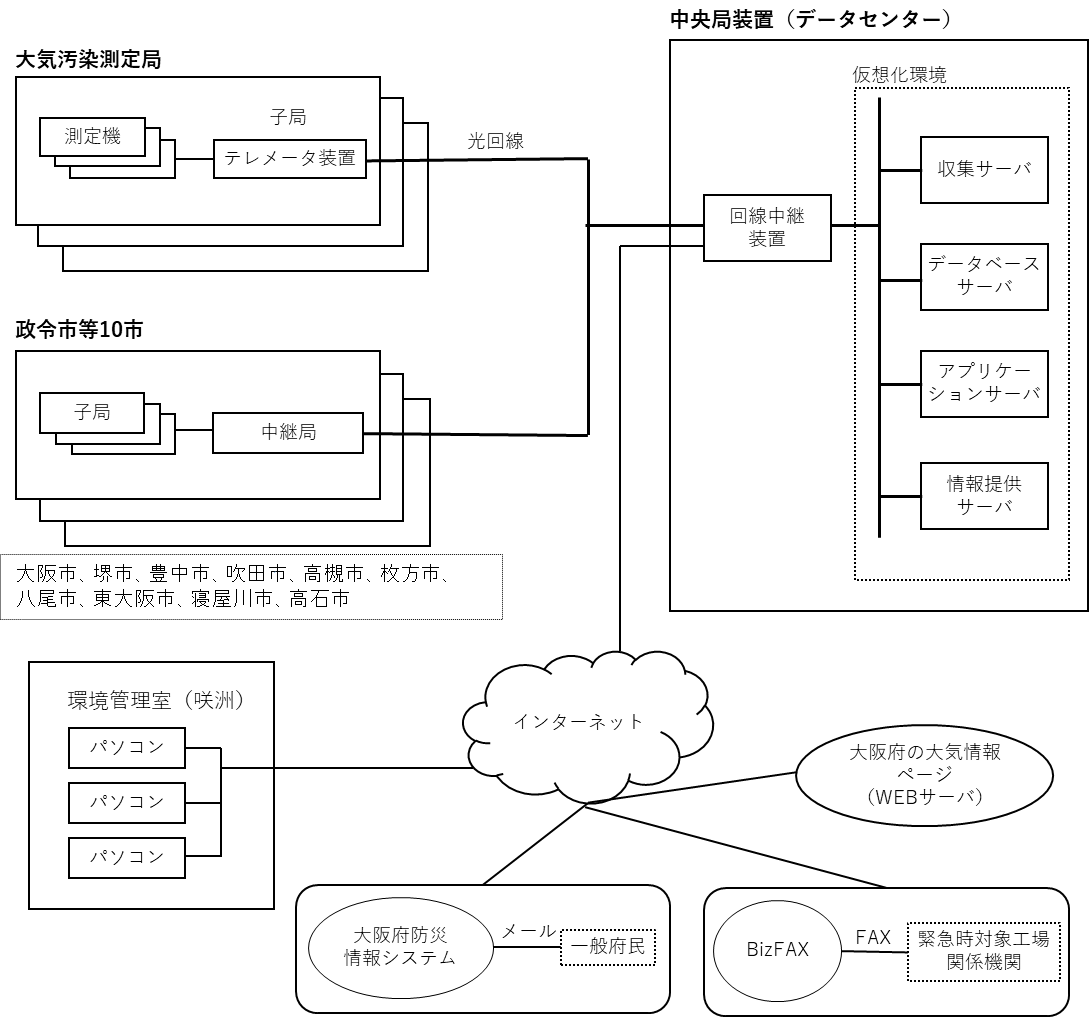 中央局装置（データセンター）
大気汚染測定局
仮想化環境
子局
測定機
テレメータ装置
光回線
収集サーバ
回線中継
装置
データベース
サーバ
政令市等10市
アプリケー
ションサーバ
子局
中継局
情報提供
サーバ
大阪市、堺市、豊中市、吹田市、高槻市、枚方市、
八尾市、東大阪市、寝屋川市、高石市
環境管理室（咲洲）
パソコン
パソコン
パソコン
インターネット
大阪府の大気情報
ページ
（WEBサーバ）
大阪府防災
情報システム
メール
一般府民
BizFAX
FAX
緊急時対象工場
関係機関